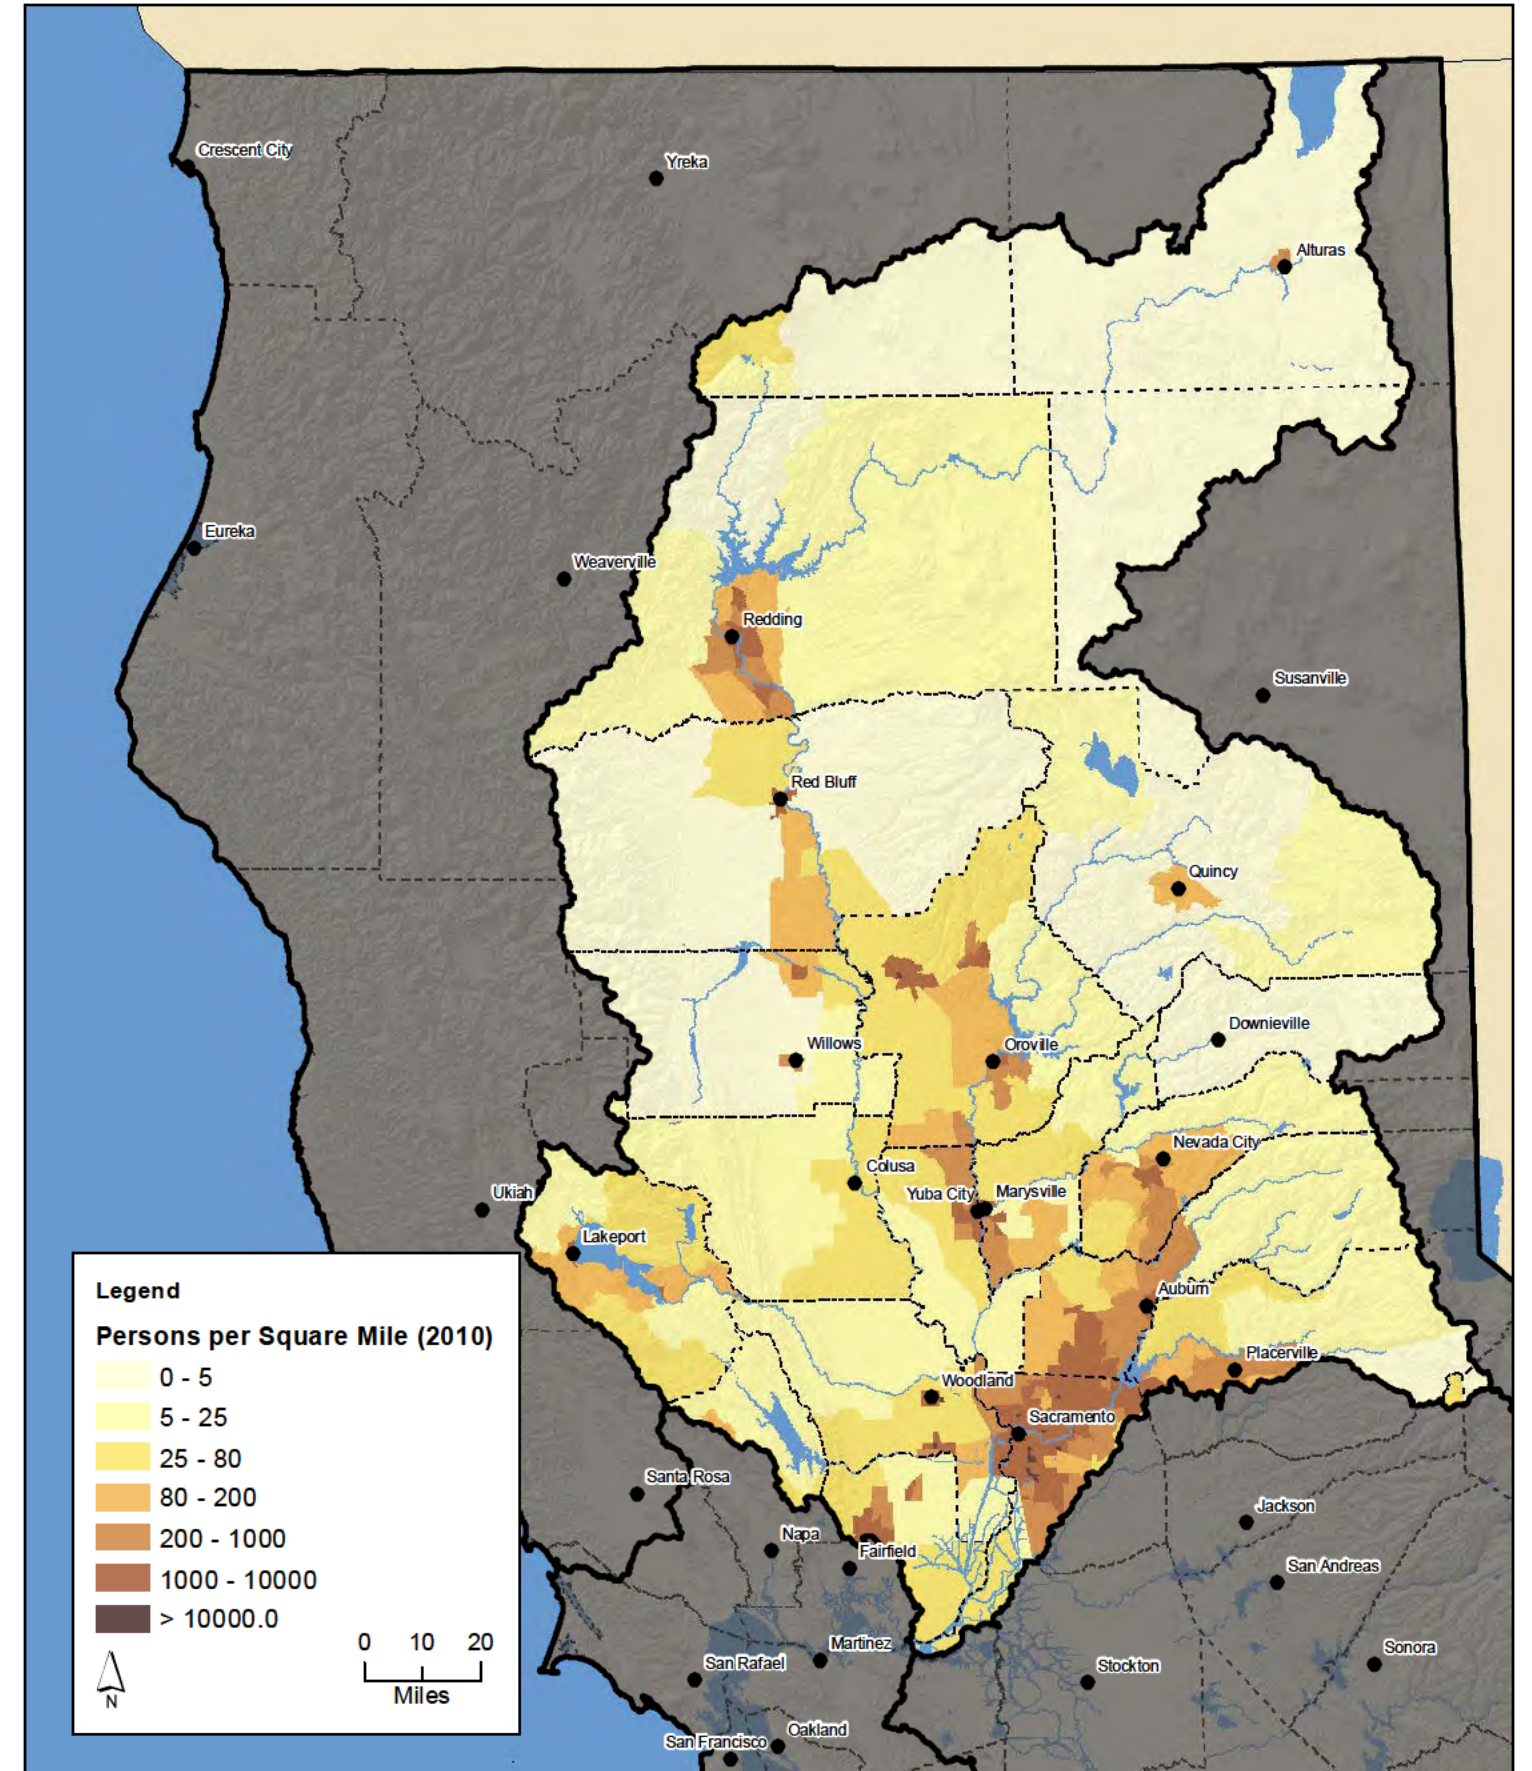 Crescent City
Yreka
Alturas
Eureka
Weaverville
Redding
Susanville
Red Bluff
Quincy
Downieville
Willows
Oroville
Nevada City
Colusa
Ukiah
Yuba City
Marysville
Lakeport
Auburn
Placerville
Woodland
Sacramento
Santa Rosa
Jackson
Napa
Fairfield
San Andreas
Martinez
Sonora
San Rafael
Stockton
Oakland
San Francisco
Legend
Persons per Square Mile (2010)
0 - 5
5 - 25
25 - 80
80 - 200
200 - 1000
1000 - 10000
> 10000.0
0 10 20
Miles
N